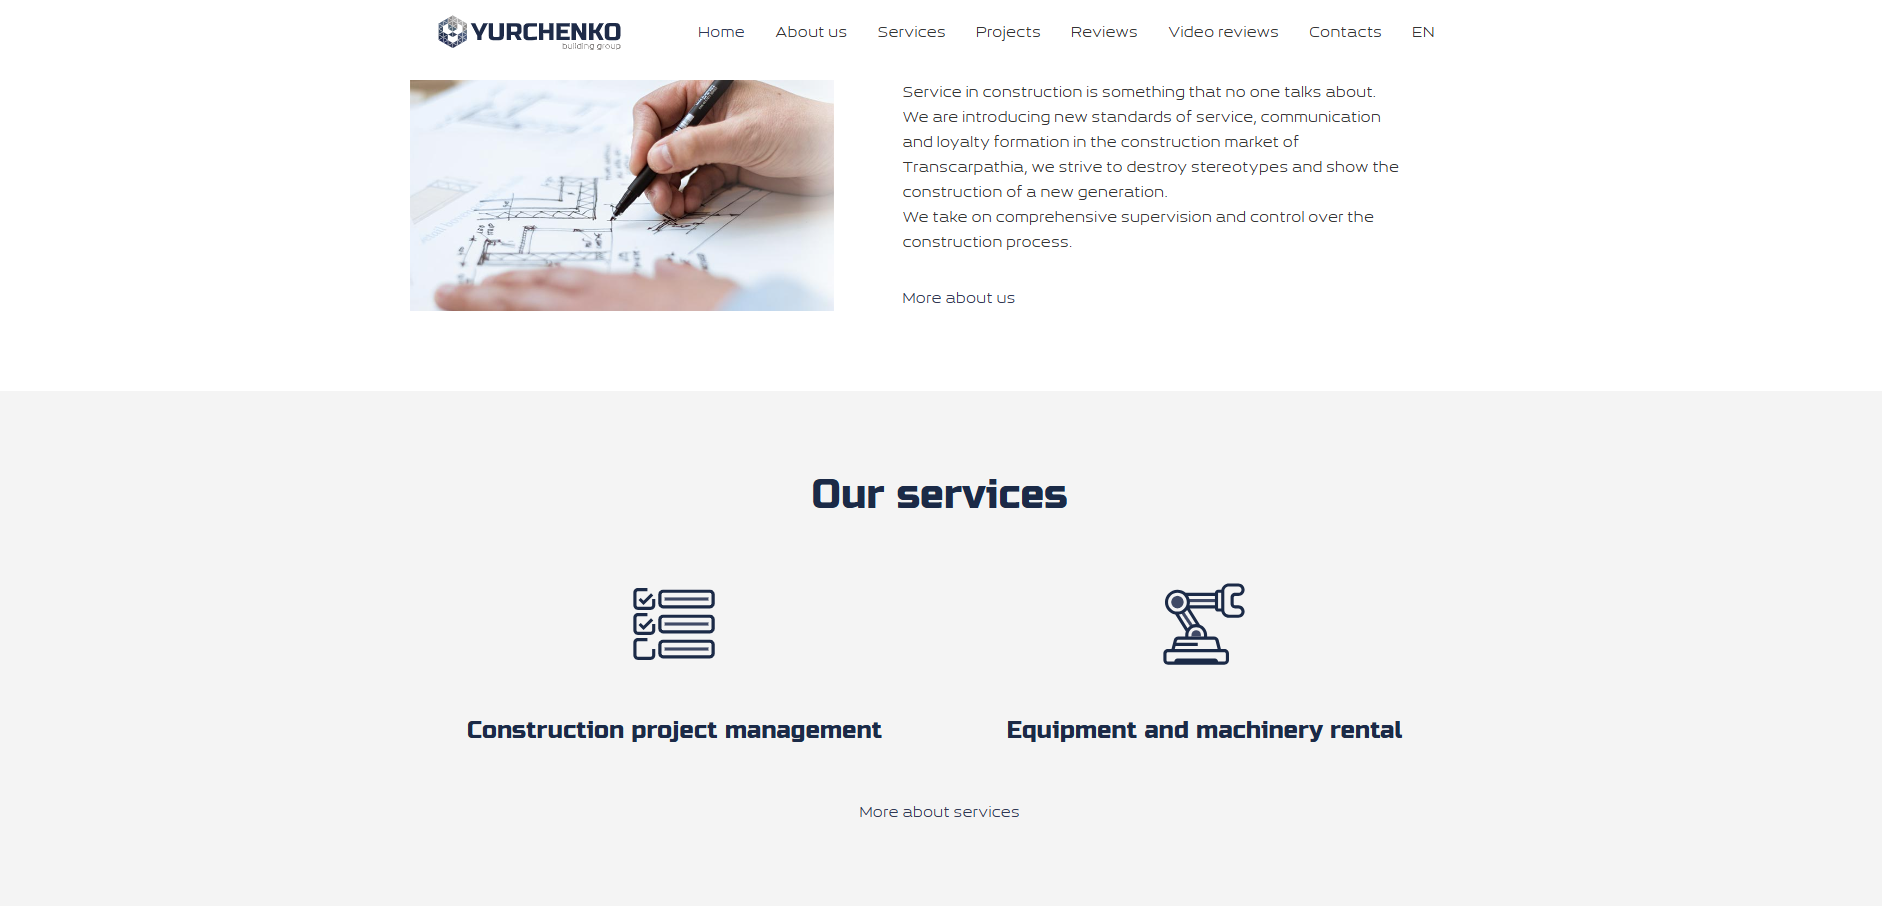 YURCHENKO
building group
Home About us Services Projects Reviews Video reviews Contacts EN
Service in construction is something that no one talks about.
We are introducing new standards of service, communication
and loyalty formation in the construction market of
Transcarpathia, we strive to destroy stereotypes and show the
construction of a new generation.
We take on comprehensive supervision and control over the
construction process.
More about us
Our services
Construction project management
Equipment and machinery rental
More about services